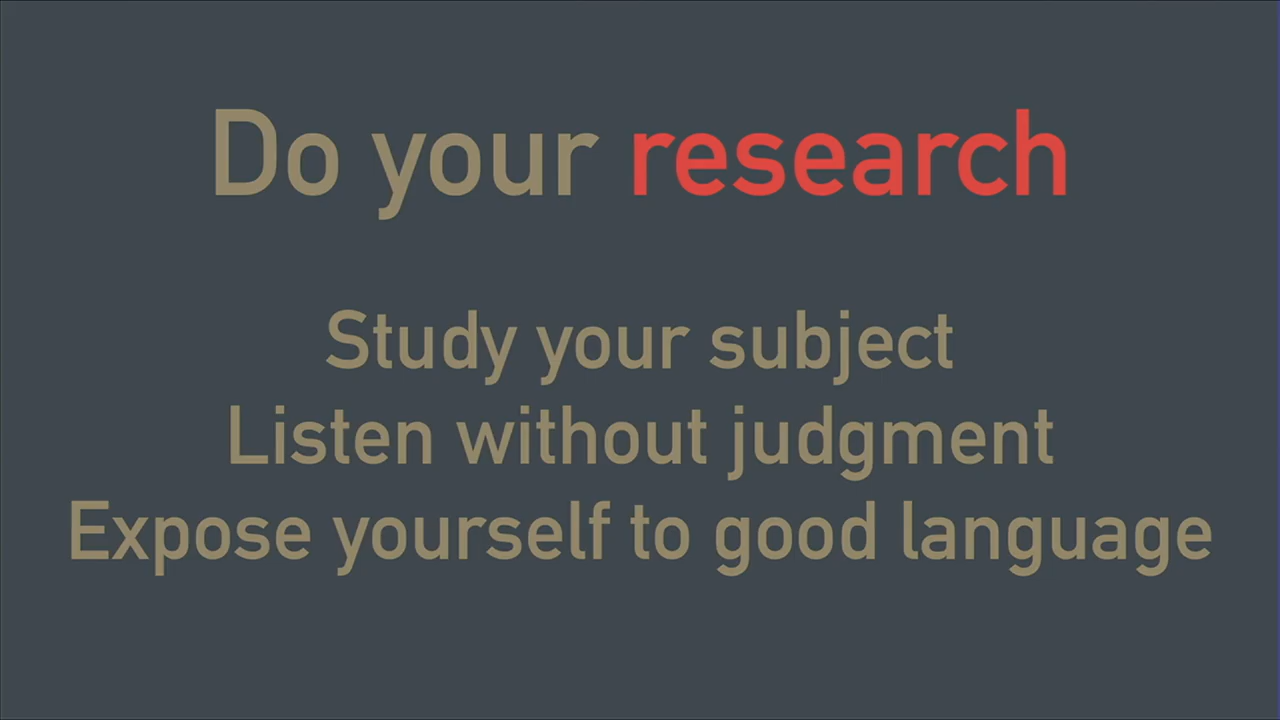 Do your research
Study your subject
Listen without judgment
Expose yourself to good language